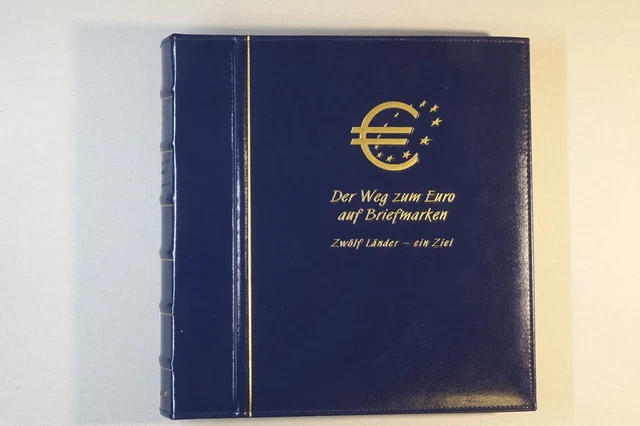 Der Weg zum Euro
auf Briefmarken
Zwölf Länder – ein Ziel